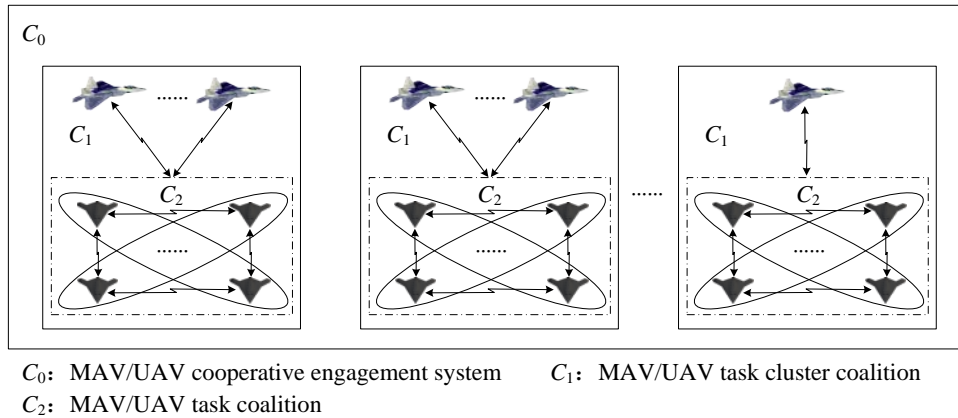 C₀
...... ...... 
C₁ C₁ C₁
C₂ C₂ C₂
......
...... ...... ......
C₀: MAV/UAV cooperative engagement system C₁: MAV/UAV task cluster coalition
C₂: MAV/UAV task coalition